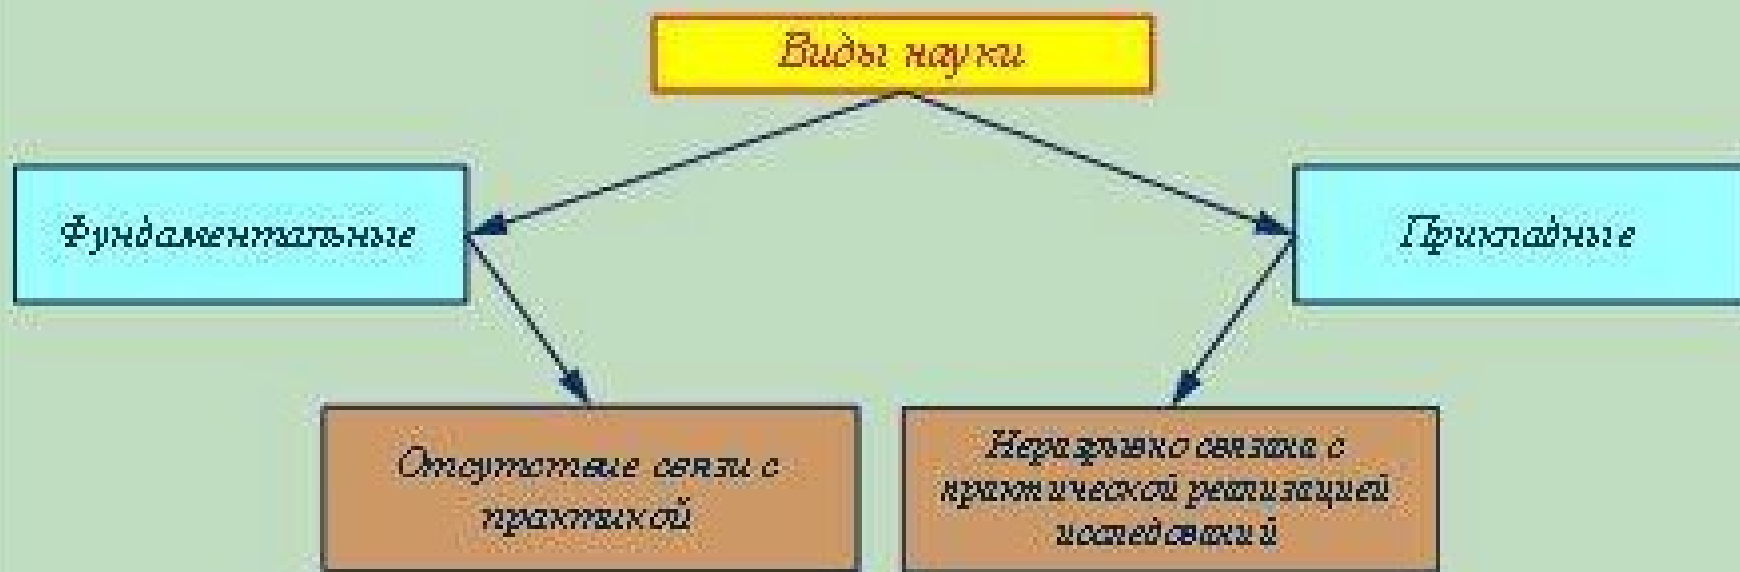 Виды науки
Фундаментальные
Прикладные
Отсутствие связи с
практикой
Неразрывно связана с
практической реализацией
исследований